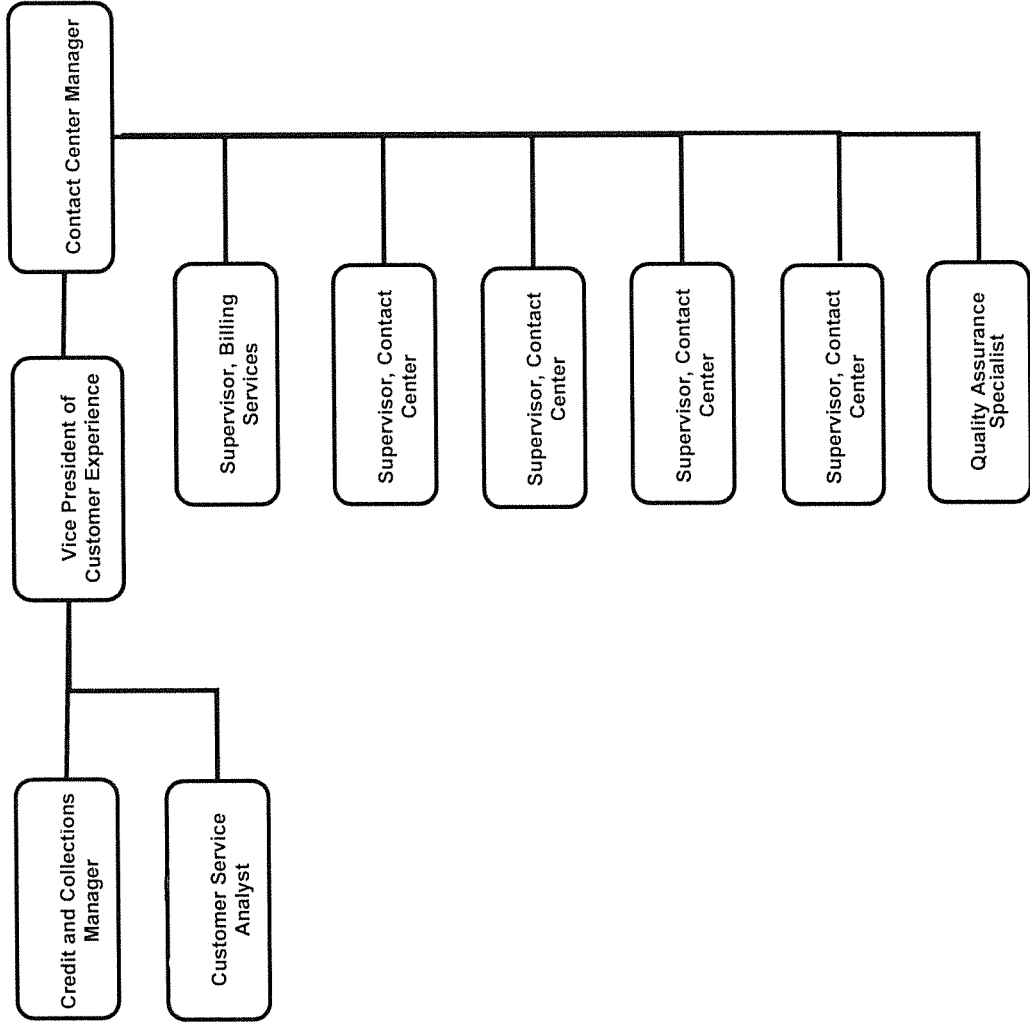 Contact Center Manager
Vice President of
Customer Experience
Credit and Collections
Manager
Customer Service
Analyst
Supervisor, Billing
Services
Supervisor, Contact
Center
Supervisor, Contact
Center
Supervisor, Contact
Center
Supervisor, Contact
Center
Quality Assurance
Specialist